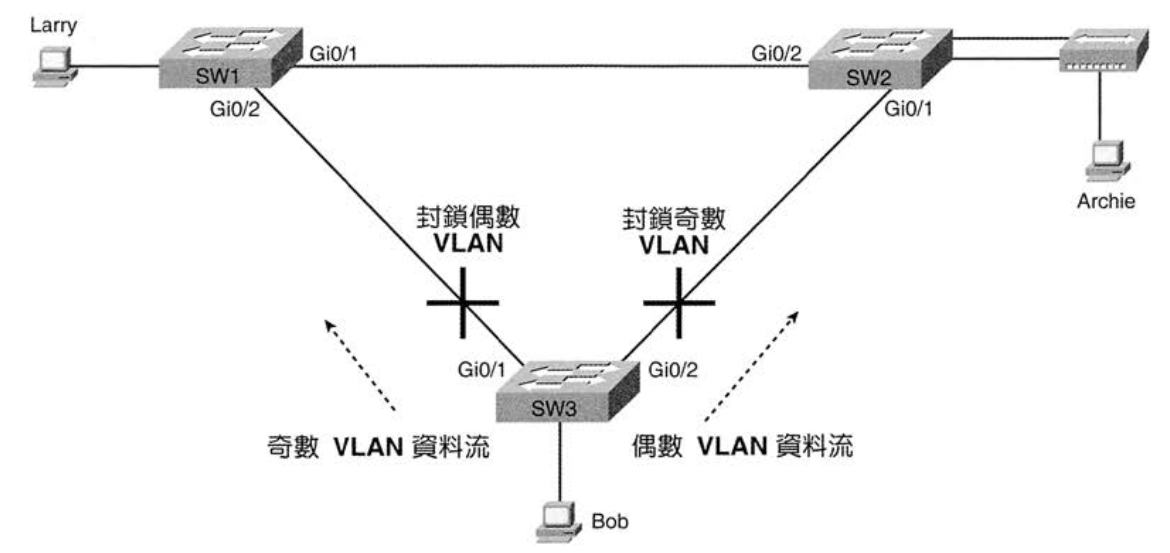 Larry
SW1
Gi0/1
Gi0/2
Gi0/2
SW2
Gi0/1
Archie
封鎖偶數
VLAN
封鎖奇數
VLAN
Gi0/1
Gi0/2
SW3
奇數 VLAN 資料流
偶數 VLAN 資料流
Bob